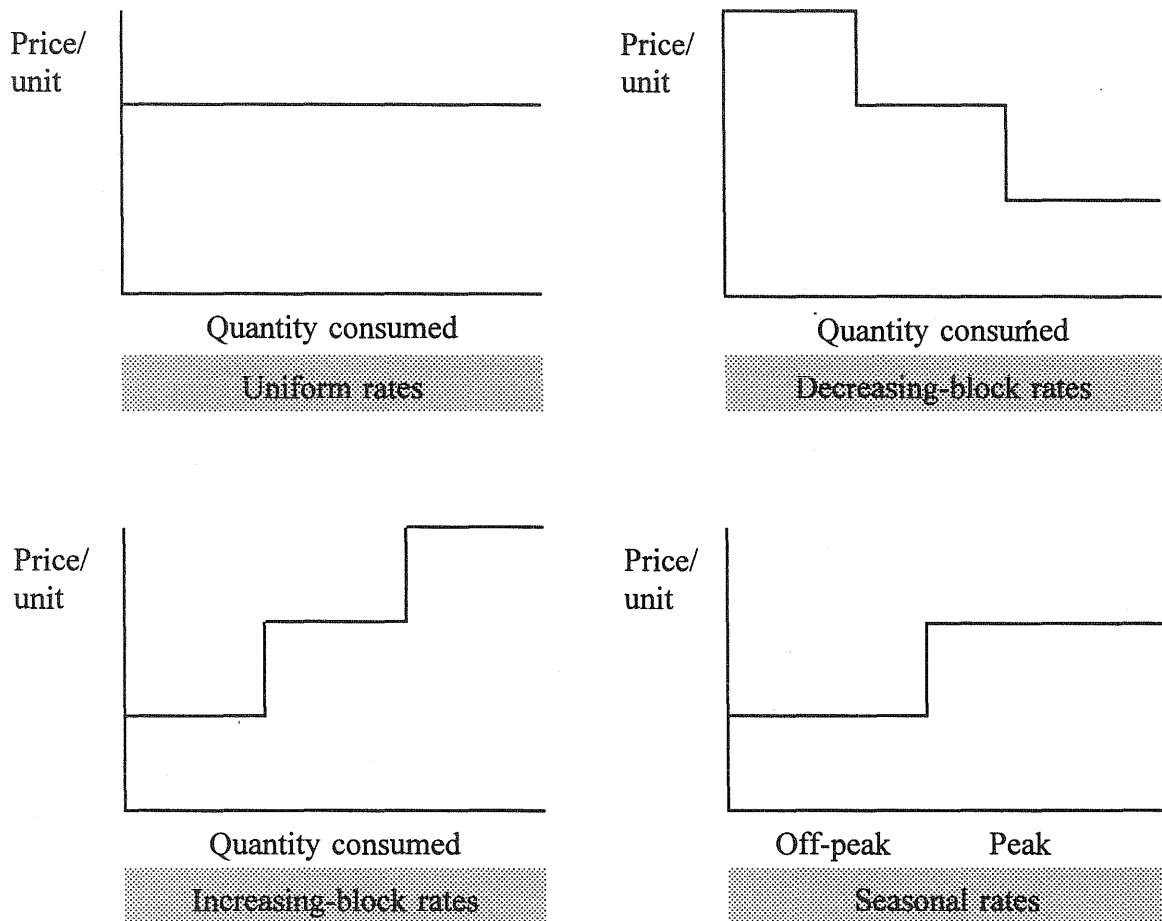 Price/
unit
Quantity consumed
Uniform rates
Price/
unit
Quantity consumed
Decreasing-block rates
Price/
unit
Quantity consumed
Increasing-block rates
Price/
unit
Off-peak Peak
Seasonal rates